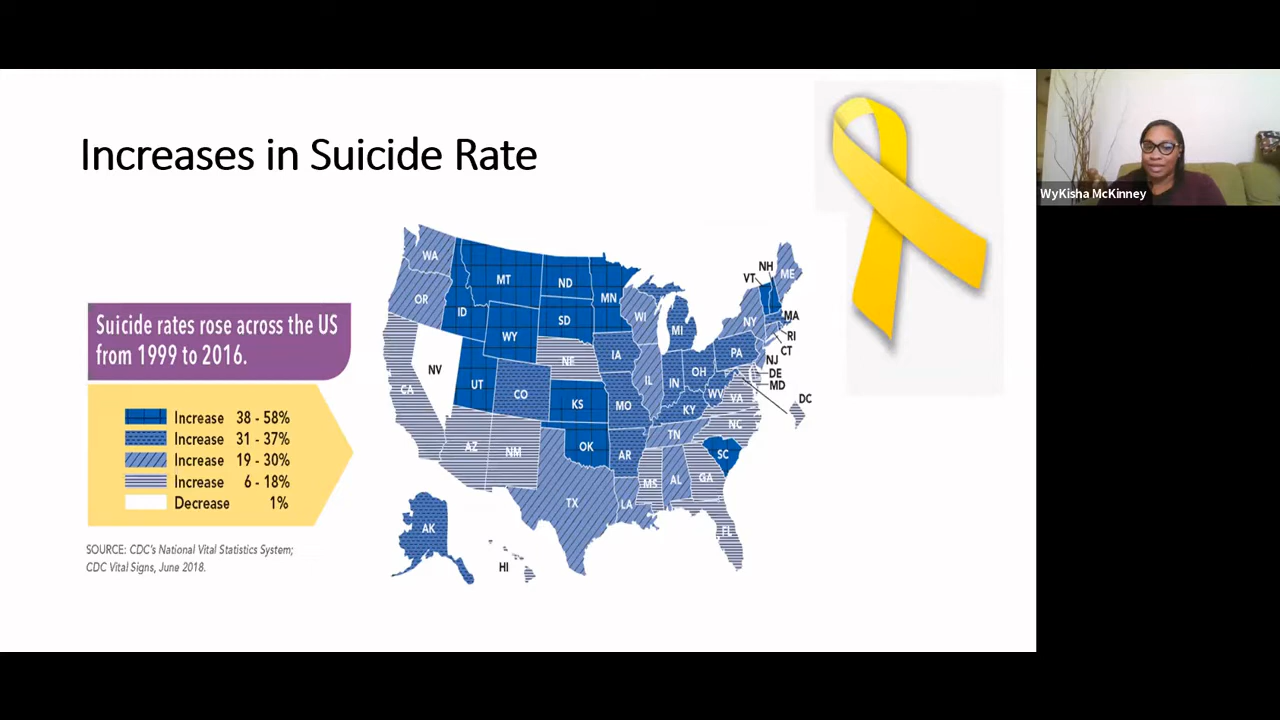 Increases in Suicide Rate
WyKisha McKinney
Suicide rates rose across the US
from 1999 to 2016.
Increase 38 - 58%
Increase 31 - 37%
Increase 19 - 30%
Increase 6 - 18%
Decrease 1%
SOURCE: CDC's National Vital Statistics System;
CDC Vital Signs, June 2018.
WA
MT
ND
MN
OR
ID
WY
SD
WI
MI
NY
VT
NH
ME
MA
RI
CT
NJ
DE
MD
DC
CA
NV
UT
CO
NE
KS
IA
MO
IL
IN
OH
PA
WV
VA
KY
NC
TN
SC
AZ
NM
OK
AR
TX
LA
MS
AL
GA
FL
AK
HI